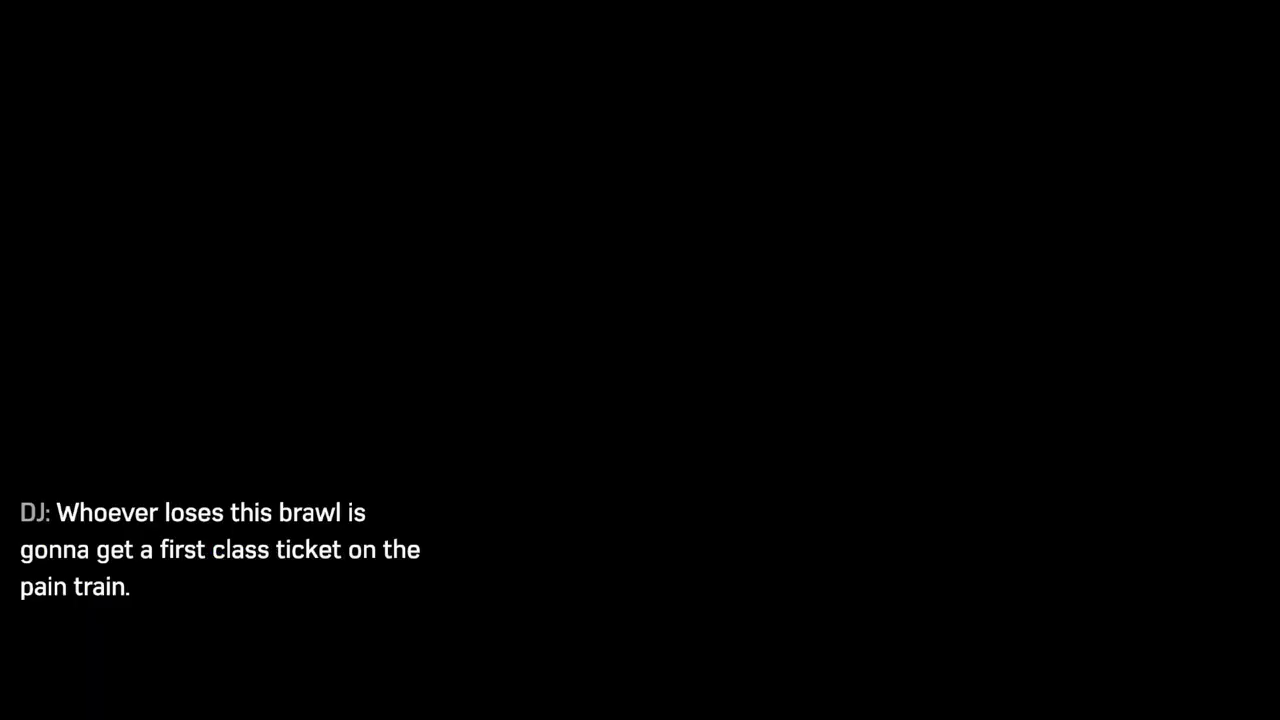 DJ: Whoever loses this brawl is
gonna get a first class ticket on the
pain train.